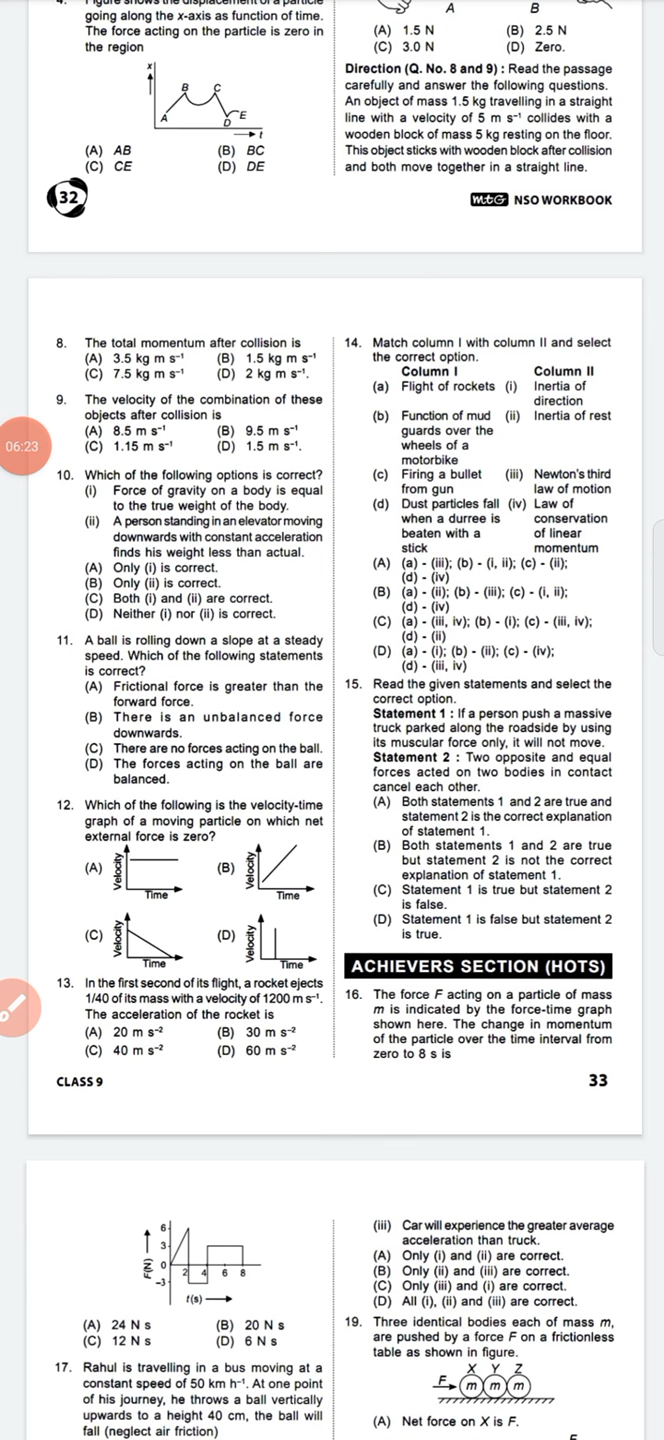 going along the x-axis as function of time.
The force acting on the particle is zero in
the region
x
B
C
A
D
E
t
(A) AB
(B) BC
(C) CE
(D) DE
32
A
B
(A) 1.5 N
(B) 2.5 N
(C) 3.0 N
(D) Zero.
Direction (Q. No. 8 and 9) : Read the passage
carefully and answer the following questions.
An object of mass 1.5 kg travelling in a straight
line with a velocity of 5 m s⁻¹ collides with a
wooden block of mass 5 kg resting on the floor.
This object sticks with wooden block after collision
and both move together in a straight line.
mtG NSO WORKBOOK
06:23
8. The total momentum after collision is
(A) 3.5 kg m s⁻¹ (B) 1.5 kg m s⁻¹
(C) 7.5 kg m s⁻¹ (D) 2 kg m s⁻¹.
9. The velocity of the combination of these
objects after collision is
(A) 8.5 m s⁻¹ (B) 9.5 m s⁻¹
(C) 1.15 m s⁻¹ (D) 1.5 m s⁻¹.
10. Which of the following options is correct?
(i) Force of gravity on a body is equal
to the true weight of the body.
(ii) A person standing in an elevator moving
downwards with constant acceleration
finds his weight less than actual.
(A) Only (i) is correct.
(B) Only (ii) is correct.
(C) Both (i) and (ii) are correct.
(D) Neither (i) nor (ii) is correct.
11. A ball is rolling down a slope at a steady
speed. Which of the following statements
is correct?
(A) Frictional force is greater than the
forward force.
(B) There is an unbalanced force
downwards.
(C) There are no forces acting on the ball.
(D) The forces acting on the ball are
balanced.
12. Which of the following is the velocity-time
graph of a moving particle on which net
external force is zero?
(A) Velocity Time
(B) Velocity Time
(C) Velocity Time
(D) Velocity Time
13. In the first second of its flight, a rocket ejects
1/40 of its mass with a velocity of 1200 m s⁻¹.
The acceleration of the rocket is
(A) 20 m s⁻² (B) 30 m s⁻²
(C) 40 m s⁻² (D) 60 m s⁻²
CLASS 9
14. Match column I with column II and select
the correct option.
Column I Column II
(a) Flight of rockets (i) Inertia of
direction
(b) Function of mud (ii) Inertia of rest
guards over the
wheels of a
motorbike
(c) Firing a bullet (iii) Newton's third
from gun law of motion
(d) Dust particles fall (iv) Law of
when a durree is conservation
beaten with a of linear
stick momentum
(A) (a) - (iii); (b) - (i, ii); (c) - (ii);
(d) - (iv)
(B) (a) - (ii); (b) - (iii); (c) - (i, ii);
(d) - (iv)
(C) (a) - (iii, iv); (b) - (i); (c) - (iii, iv);
(d) - (ii)
(D) (a) - (i); (b) - (ii); (c) - (iv);
(d) - (iii, iv)
15. Read the given statements and select the
correct option.
Statement 1 : If a person push a massive
truck parked along the roadside by using
its muscular force only, it will not move.
Statement 2 : Two opposite and equal
forces acted on two bodies in contact
cancel each other.
(A) Both statements 1 and 2 are true and
statement 2 is the correct explanation
of statement 1.
(B) Both statements 1 and 2 are true
but statement 2 is not the correct
explanation of statement 1.
(C) Statement 1 is true but statement 2
is false.
(D) Statement 1 is false but statement 2
is true.
ACHIEVERS SECTION (HOTS)
16. The force F acting on a particle of mass
m is indicated by the force-time graph
shown here. The change in momentum
of the particle over the time interval from
zero to 8 s is
33
F(N)
6
3
0
–3
2 4 6 8
t(s)
(A) 24 N s (B) 20 N s
(C) 12 N s (D) 6 N s
17. Rahul is travelling in a bus moving at a
constant speed of 50 km h⁻¹. At one point
of his journey, he throws a ball vertically
upwards to a height 40 cm, the ball will
fall (neglect air friction)
(iii) Car will experience the greater average
acceleration than truck.
(A) Only (i) and (ii) are correct.
(B) Only (ii) and (iii) are correct.
(C) Only (iii) and (i) are correct.
(D) All (i), (ii) and (iii) are correct.
19. Three identical bodies each of mass m,
are pushed by a force F on a frictionless
table as shown in figure.
X Y Z
F m m m
(A) Net force on X is F.